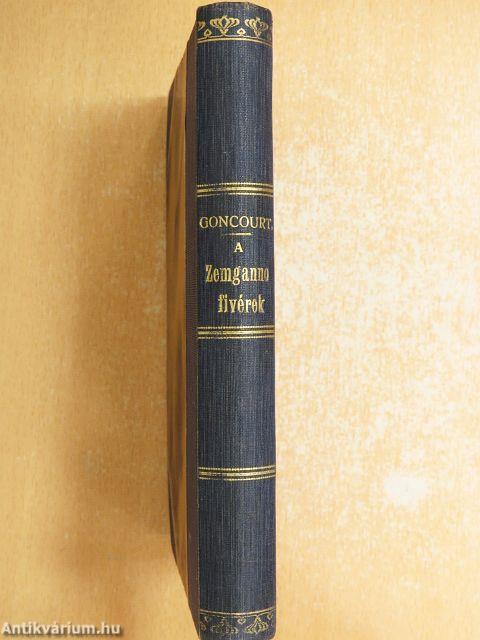 GONCOURT.
A
Zemganno
fivérek
Antikvárium.hu